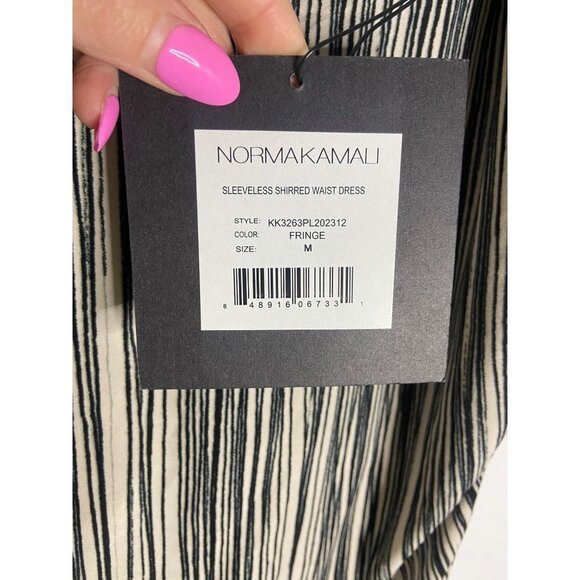 NORMAKAMALI
SLEEVELESS SHIRRED WAIST DRESS
STYLE: KK3263PL202312
COLOR: FRINGE
SIZE: M
8 48916 06733 1